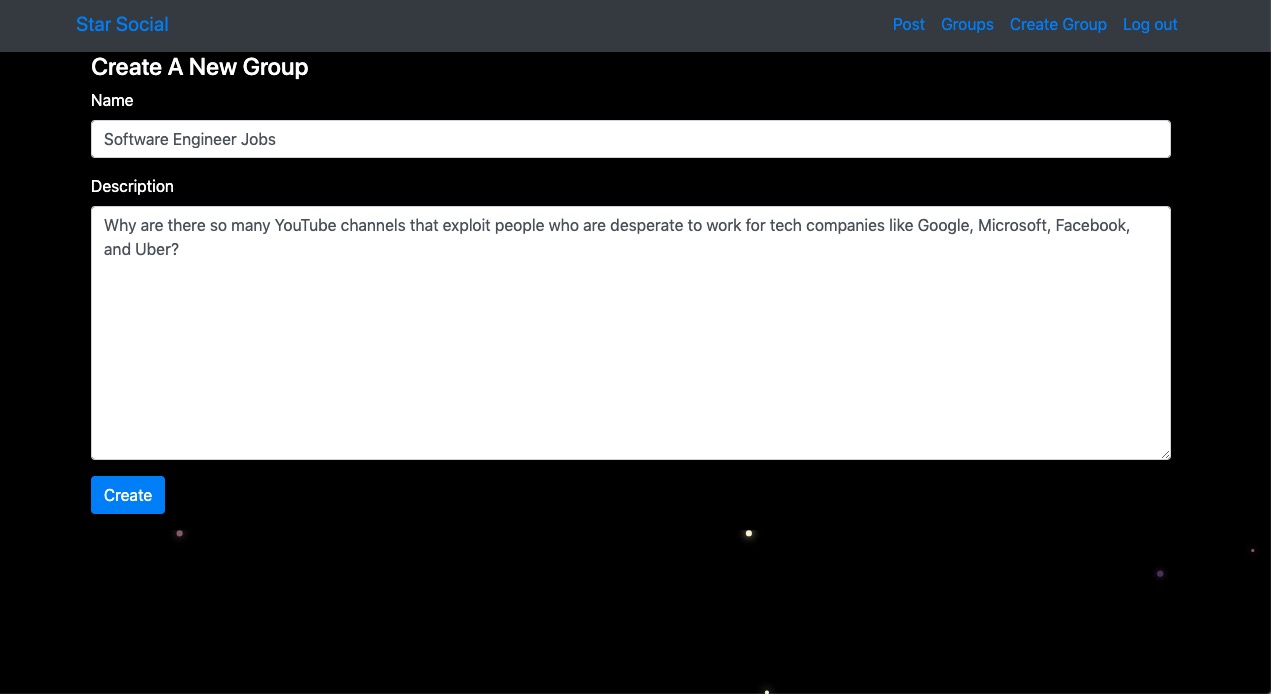 Star Social
Post
Groups
Create Group
Log out
Create A New Group
Name
Software Engineer Jobs
Description
Why are there so many YouTube channels that exploit people who are desperate to work for tech companies like Google, Microsoft, Facebook,
and Uber?
Create